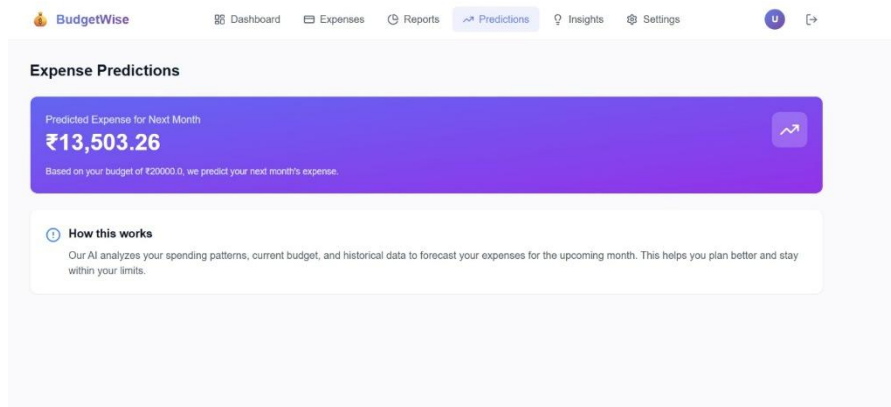 BudgetWise
Dashboard
Expenses
Reports
Predictions
Insights
Settings
U
Expense Predictions
Predicted Expense for Next Month
₹13,503.26
Based on your budget of ₹20000.0, we predict your next month's expense.
How this works
Our AI analyzes your spending patterns, current budget, and historical data to forecast your expenses for the upcoming month. This helps you plan better and stay
within your limits.